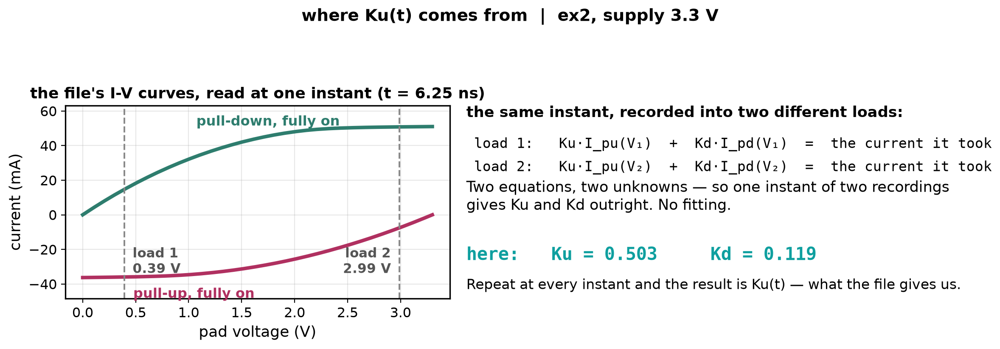 where Ku(t) comes from | ex2, supply 3.3 V
the file's I-V curves, read at one instant (t = 6.25 ns)
60
40
20
0
−20
−40
current (mA)
pull-down, fully on
load 1
0.39 V
load 2
2.99 V
pull-up, fully on
0.0 0.5 1.0 1.5 2.0 2.5 3.0
pad voltage (V)
the same instant, recorded into two different loads:
load 1: Ku·I_pu(V₁) + Kd·I_pd(V₁) = the current it took
load 2: Ku·I_pu(V₂) + Kd·I_pd(V₂) = the current it took
Two equations, two unknowns — so one instant of two recordings
gives Ku and Kd outright. No fitting.
here: Ku = 0.503 Kd = 0.119
Repeat at every instant and the result is Ku(t) — what the file gives us.